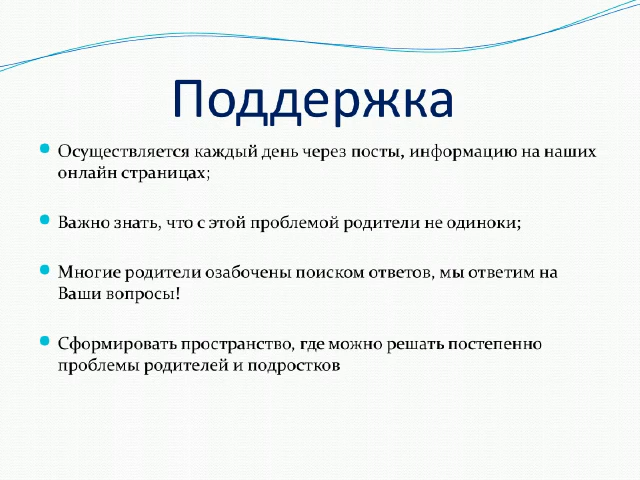 Поддержка
Осуществляется каждый день через посты, информацию на наших
онлайн страницах;
Важно знать, что с этой проблемой родители не одиноки;
Многие родители озабочены поиском ответов, мы ответим на
Ваши вопросы!
Сформировать пространство, где можно решать постепенно
проблемы родителей и подростков